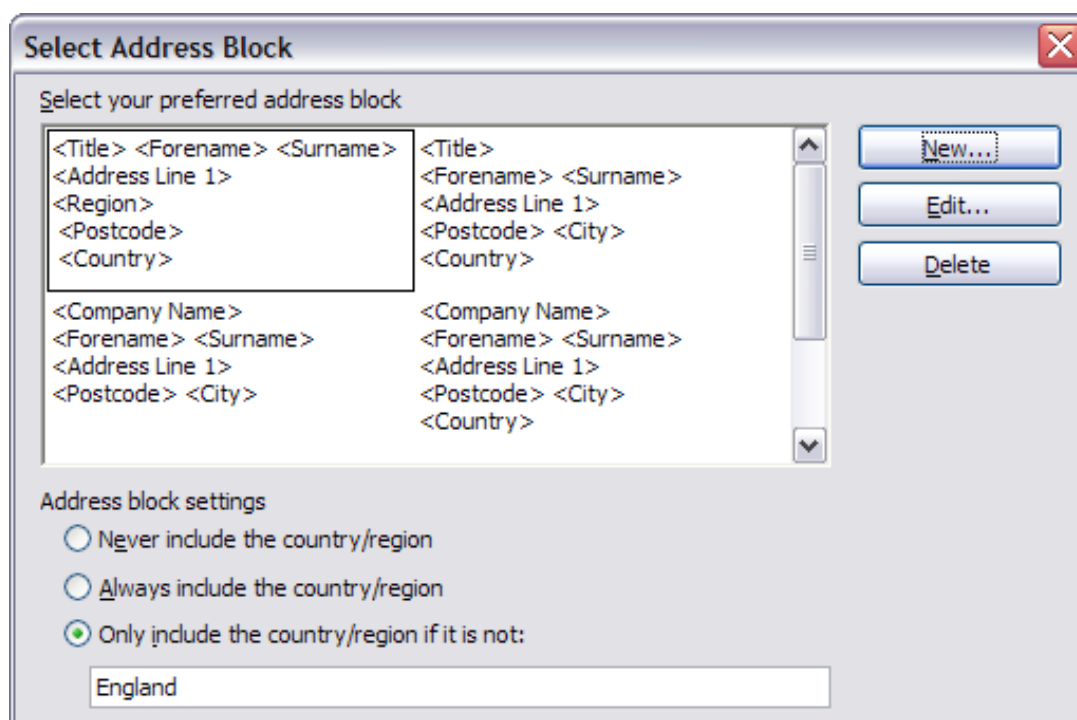 Select Address Block
Select your preferred address block
<Title> <Forename> <Surname>
<Address Line 1>
<Region>
<Postcode>
<Country>
<Title>
<Forename> <Surname>
<Address Line 1>
<Postcode> <City>
<Country>
<Company Name>
<Forename> <Surname>
<Address Line 1>
<Postcode> <City>
<Company Name>
<Forename> <Surname>
<Address Line 1>
<Postcode> <City>
<Country>
New...
Edit...
Delete
Address block settings
Never include the country/region
Always include the country/region
Only include the country/region if it is not:
England